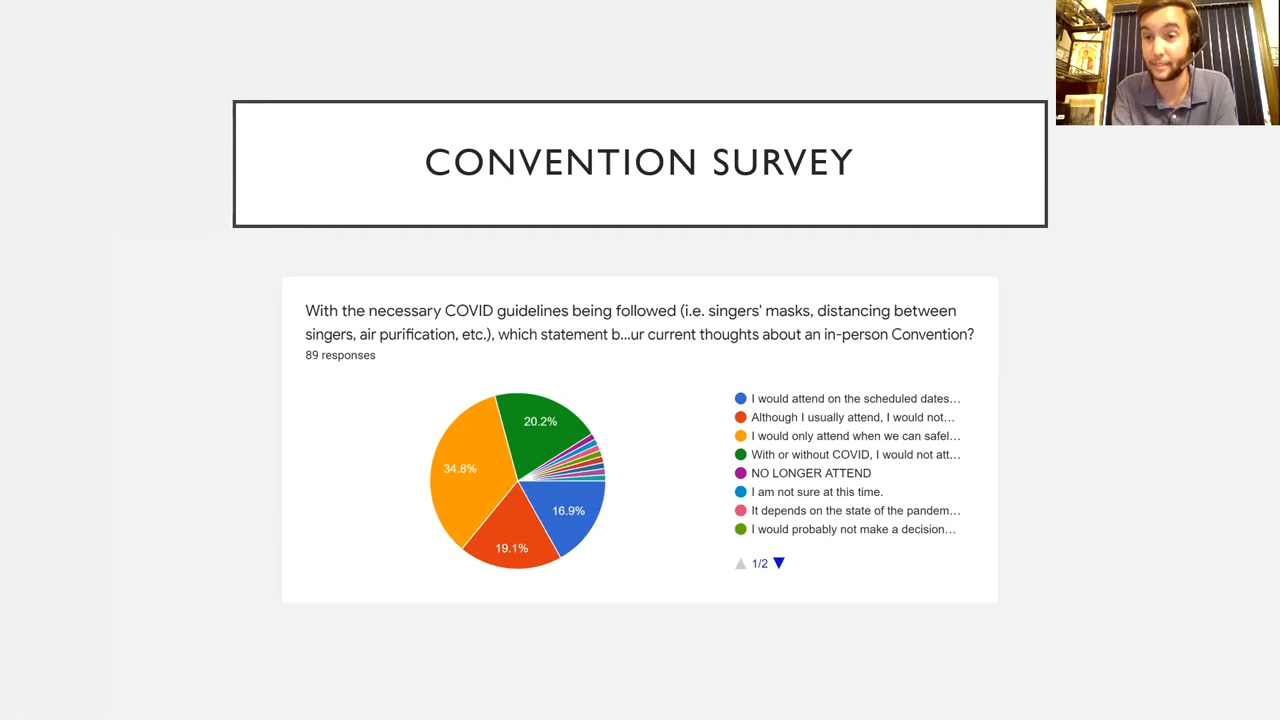 CONVENTION SURVEY
With the necessary COVID guidelines being followed (i.e. singers' masks, distancing between
singers, air purification, etc.), which statement b...ur current thoughts about an in-person Convention?
89 responses
20.2%
34.8%
16.9%
19.1%
I would attend on the scheduled dates...
Although I usually attend, I would not...
I would only attend when we can safel...
With or without COVID, I would not att...
NO LONGER ATTEND
I am not sure at this time.
It depends on the state of the pandem...
I would probably not make a decision...
1/2